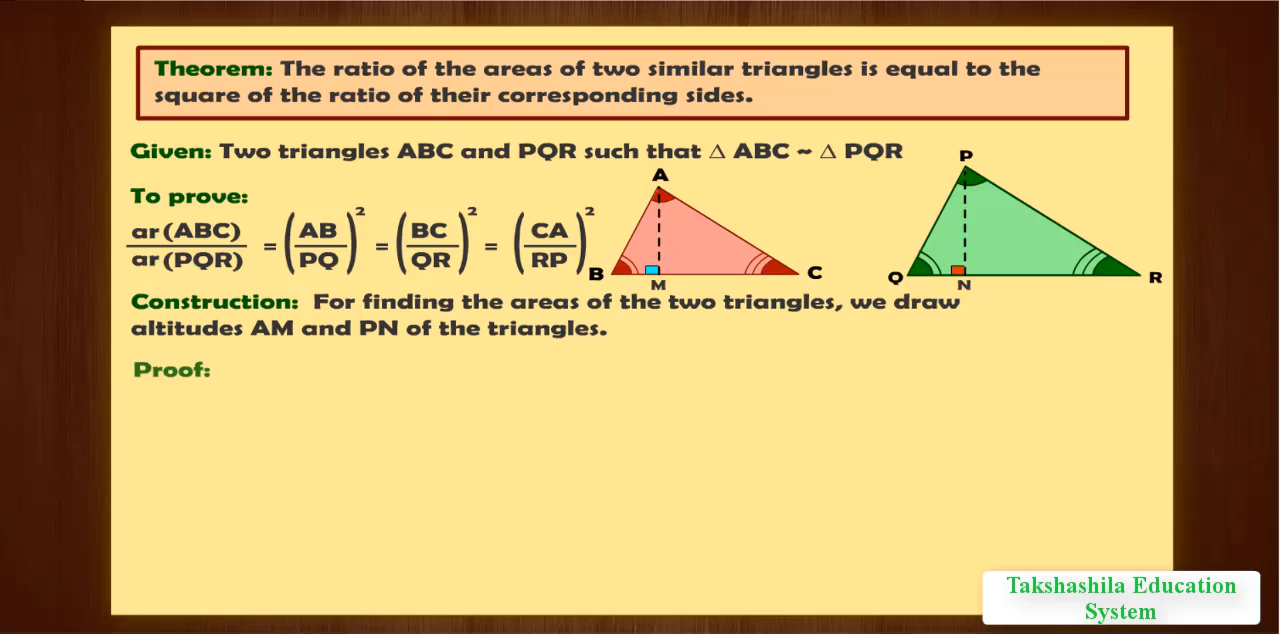 Theorem: The ratio of the areas of two similar triangles is equal to the
square of the ratio of their corresponding sides.
Given: Two triangles ABC and PQR such that Δ ABC ~ Δ PQR
To prove:
ar(ABC)/ar(PQR) = (AB/PQ)² = (BC/QR)² = (CA/RP)²
A
B
M
C
P
Q
N
R
Construction: For finding the areas of the two triangles, we draw
altitudes AM and PN of the triangles.
Proof:
Takshashila Education
System